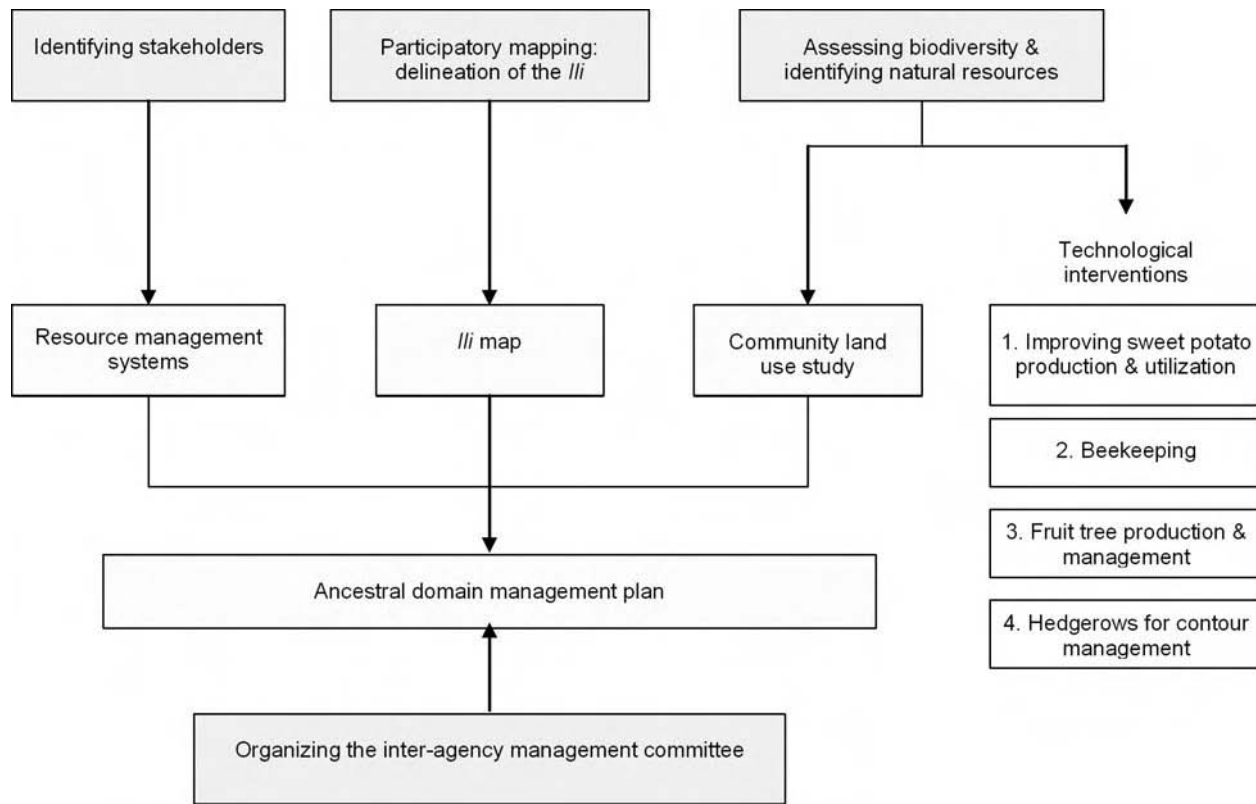 Identifying stakeholders
Participatory mapping:
delineation of the Ili
Assessing biodiversity &
identifying natural resources
Technological
interventions
Resource management
systems
Ili map
Community land
use study
1. Improving sweet potato
production & utilization
2. Beekeeping
3. Fruit tree production &
management
4. Hedgerows for contour
management
Ancestral domain management plan
Organizing the inter-agency management committee